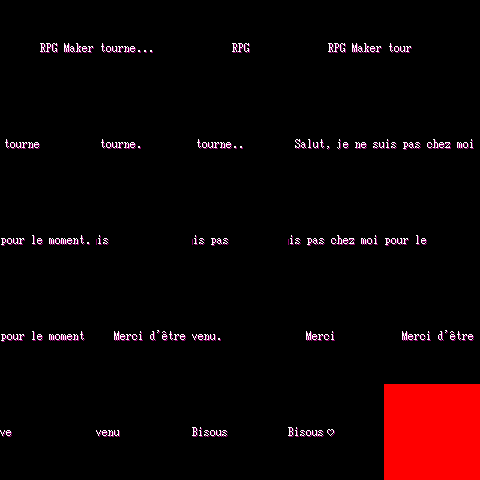 RPG Maker tourne... RPG RPG Maker tour
tourne tourne. tourne.. Salut, je ne suis pas chez moi
pour le moment. is is pas is pas chez moi pour le
pour le moment Merci d'être venu. Merci Merci d'être
ve venu Bisous Bisous♡